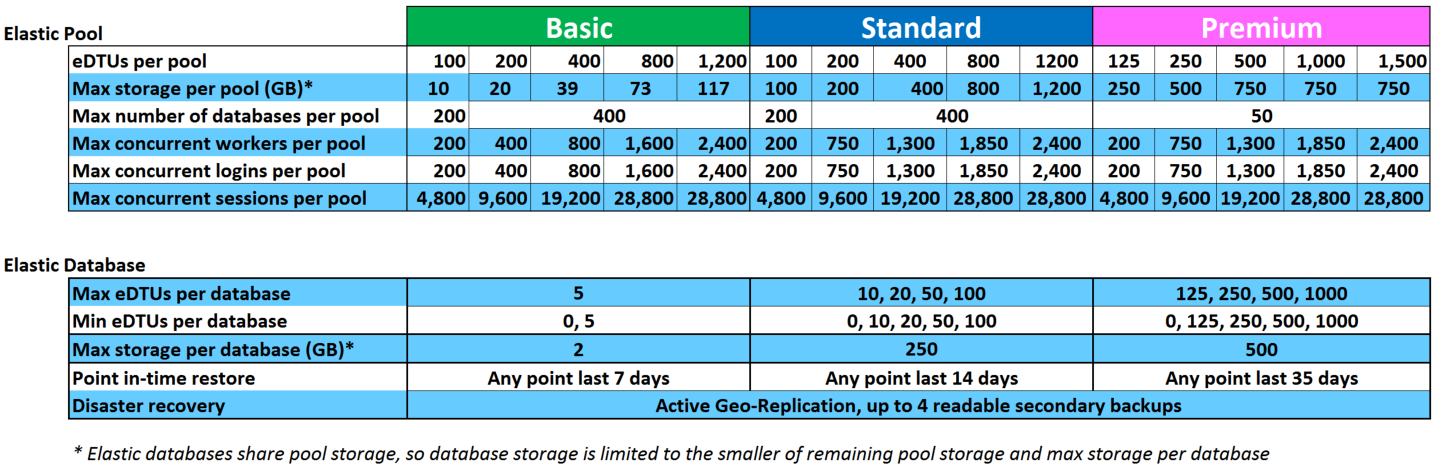 Basic Standard Premium
Elastic Pool
eDTUs per pool 100 200 400 800 1,200 100 200 400 800 1200 125 250 500 1,000 1,500
Max storage per pool (GB)* 10 20 39 73 117 100 200 400 800 1,200 250 500 750 750 750
Max number of databases per pool 200 400 200 400 50
Max concurrent workers per pool 200 400 800 1,600 2,400 200 750 1,300 1,850 2,400 200 750 1,300 1,850 2,400
Max concurrent logins per pool 200 400 800 1,600 2,400 200 750 1,300 1,850 2,400 200 750 1,300 1,850 2,400
Max concurrent sessions per pool 4,800 9,600 19,200 28,800 28,800 4,800 9,600 19,200 28,800 28,800 4,800 9,600 19,200 28,800 28,800
Elastic Database
Max eDTUs per database 5 10, 20, 50, 100 125, 250, 500, 1000
Min eDTUs per database 0, 5 0, 10, 20, 50, 100 0, 125, 250, 500, 1000
Max storage per database (GB)* 2 250 500
Point in-time restore Any point last 7 days Any point last 14 days Any point last 35 days
Disaster recovery Active Geo-Replication, up to 4 readable secondary backups
* Elastic databases share pool storage, so database storage is limited to the smaller of remaining pool storage and max storage per database